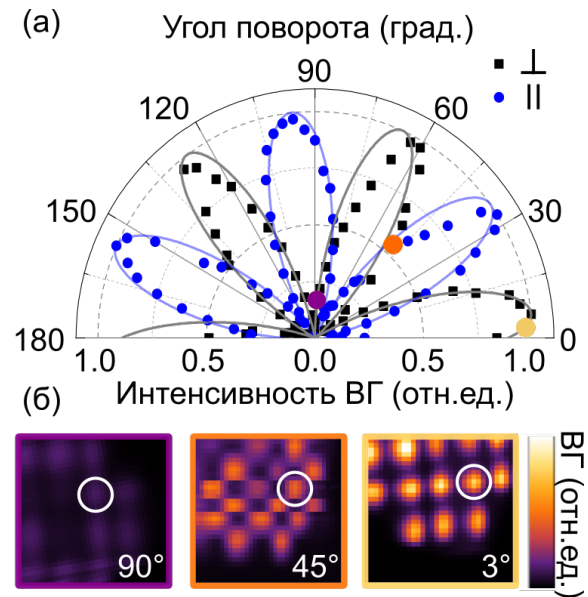 (а) Угол поворота (град.)
90
⊥
120 60
||
150 30
180 0
1.0 0.5 0.0 0.5 1.0
Интенсивность ВГ (отн.ед.)
(б)
90° 45° 3°
ВГ (отн.ед.)